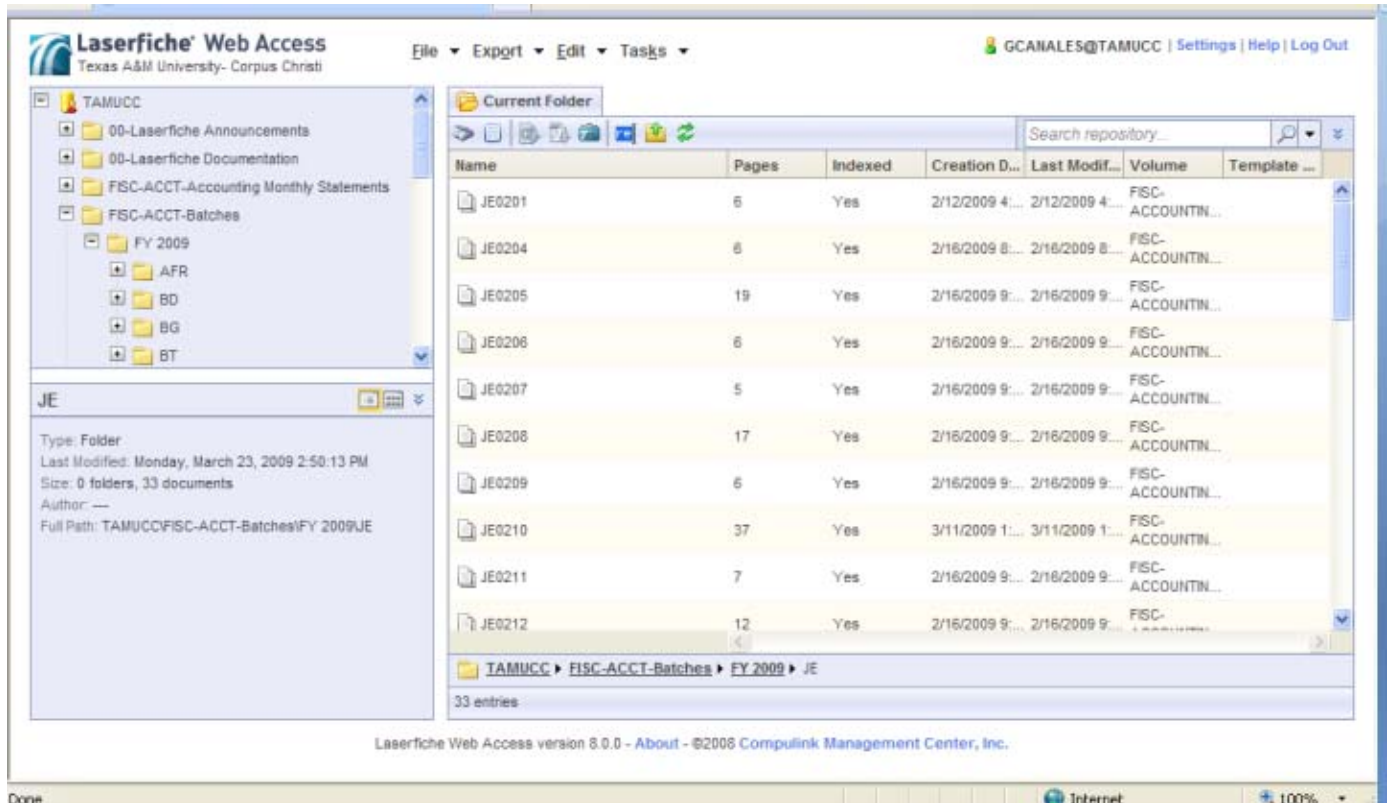 Laserfiche® Web Access
Texas A&M University- Corpus Christi
File Export Edit Tasks
GCANALES@TAMUCC | Settings | Help | Log Out
TAMUCC
00-Laserfiche Announcements
00-Laserfiche Documentation
FISC-ACCT-Accounting Monthly Statements
FISC-ACCT-Batches
FY 2009
AFR
BD
BG
BT
JE
Type: Folder
Last Modified: Monday, March 23, 2009 2:50:13 PM
Size: 0 folders, 33 documents
Author: ---
Full Path: TAMUCC\FISC-ACCT-Batches\FY 2009\JE
Current Folder
Search repository...
Name Pages Indexed Creation D... Last Modif... Volume Template ...
JE0201 6 Yes 2/12/2009 4:... 2/12/2009 4:... FISC-
ACCOUNTIN...
JE0204 6 Yes 2/16/2009 8:... 2/16/2009 8:... FISC-
ACCOUNTIN...
JE0205 19 Yes 2/16/2009 9:... 2/16/2009 9:... FISC-
ACCOUNTIN...
JE0206 6 Yes 2/16/2009 9:... 2/16/2009 9:... FISC-
ACCOUNTIN...
JE0207 5 Yes 2/16/2009 9:... 2/16/2009 9:... FISC-
ACCOUNTIN...
JE0208 17 Yes 2/16/2009 9:... 2/16/2009 9:... FISC-
ACCOUNTIN...
JE0209 6 Yes 2/16/2009 9:... 2/16/2009 9:... FISC-
ACCOUNTIN...
JE0210 37 Yes 3/11/2009 1:... 3/11/2009 1:... FISC-
ACCOUNTIN...
JE0211 7 Yes 2/16/2009 9:... 2/16/2009 9:... FISC-
ACCOUNTIN...
JE0212 12 Yes 2/16/2009 9:... 2/16/2009 9:... FISC-
TAMUCC FISC-ACCT-Batches FY 2009 JE
33 entries
Laserfiche Web Access version 8.0.0 - About - ©2008 Compulink Management Center, Inc.
Done Internet 100%